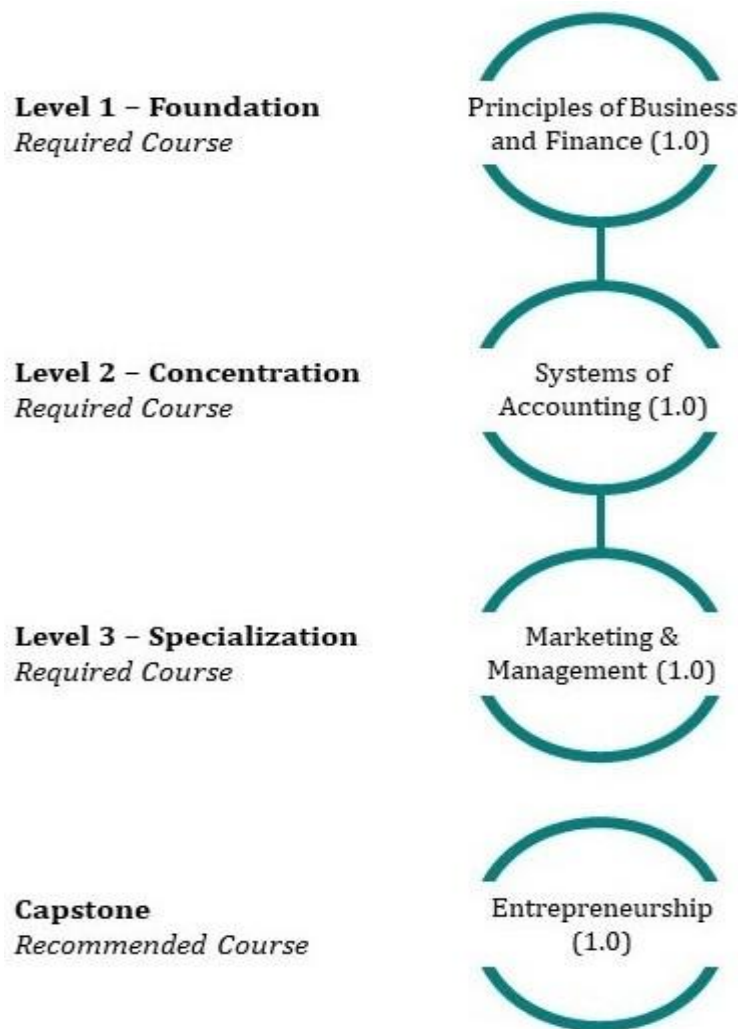 Level 1 – Foundation
Required Course
Principles of Business
and Finance (1.0)
Level 2 – Concentration
Required Course
Systems of
Accounting (1.0)
Level 3 – Specialization
Required Course
Marketing &
Management (1.0)
Capstone
Recommended Course
Entrepreneurship
(1.0)